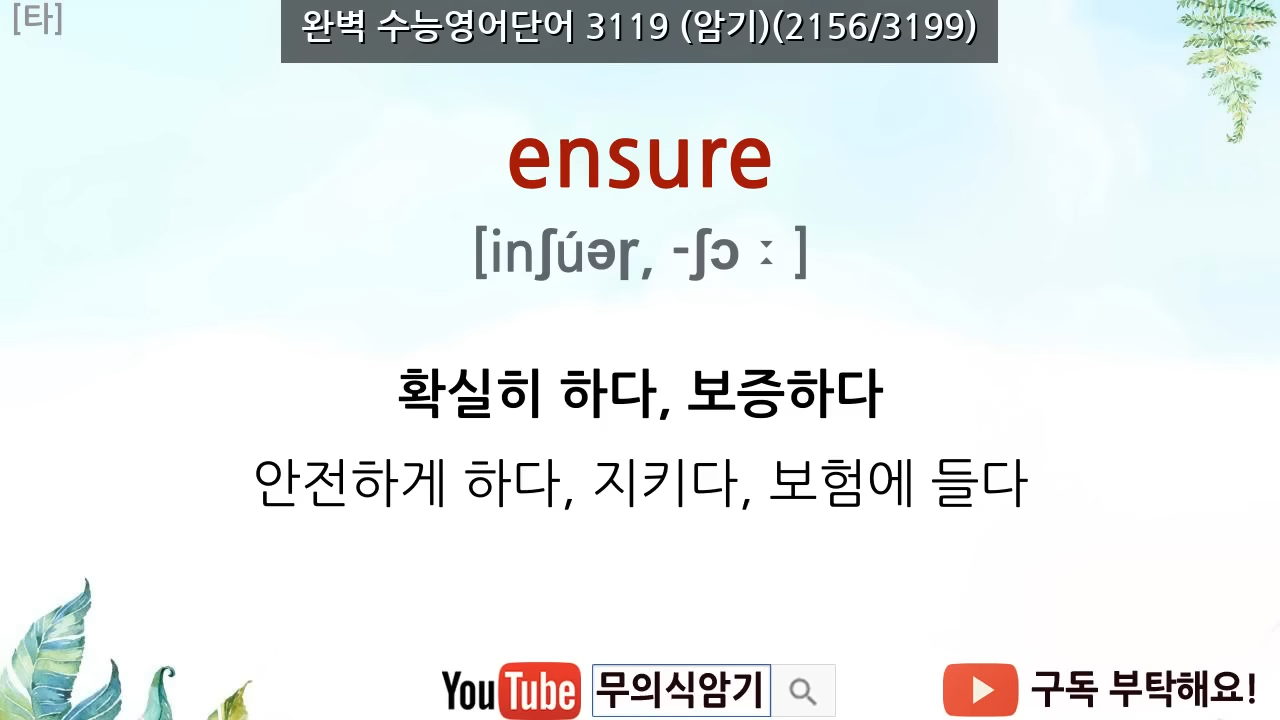 [타]
완벽 수능영어단어 3119 (암기)(2156/3199)
ensure
[inʃúəɼ, -ʃɔː]
확실히 하다, 보증하다
안전하게 하다, 지키다, 보험에 들다
YouTube 무의식암기
구독 부탁해요!